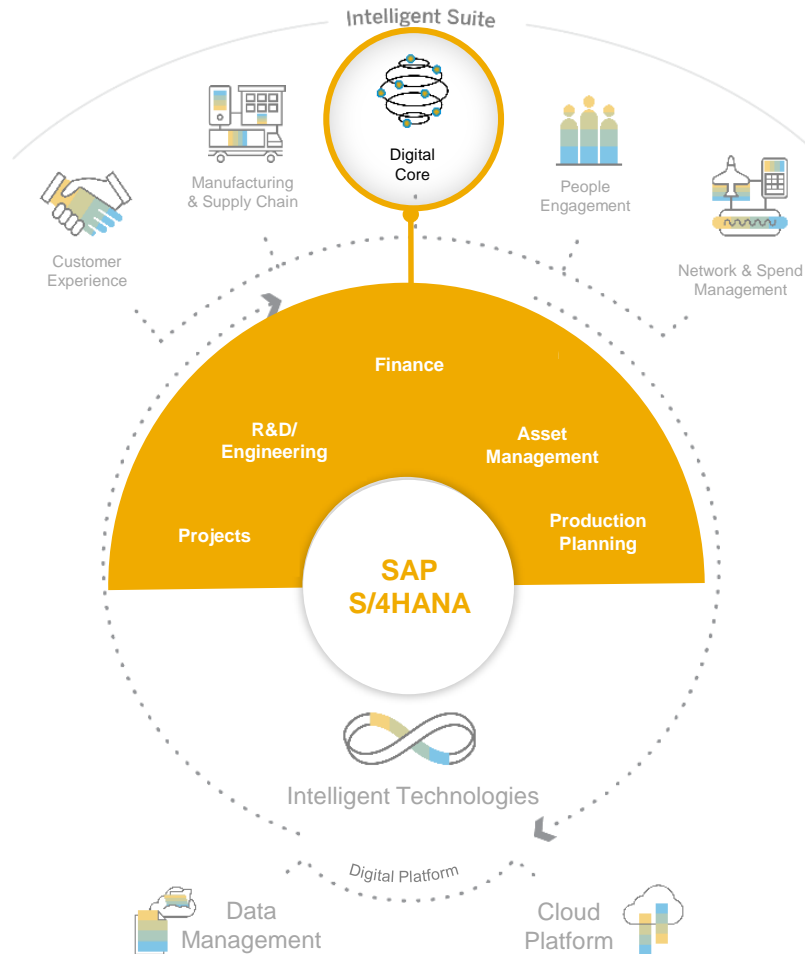 Intelligent Suite
Digital
Core
Manufacturing
& Supply Chain
People
Engagement
Customer
Experience
Network & Spend
Management
Finance
R&D/
Engineering
Asset
Management
Projects
Production
Planning
SAP
S/4HANA
Intelligent Technologies
Digital Platform
Data
Management
Cloud
Platform